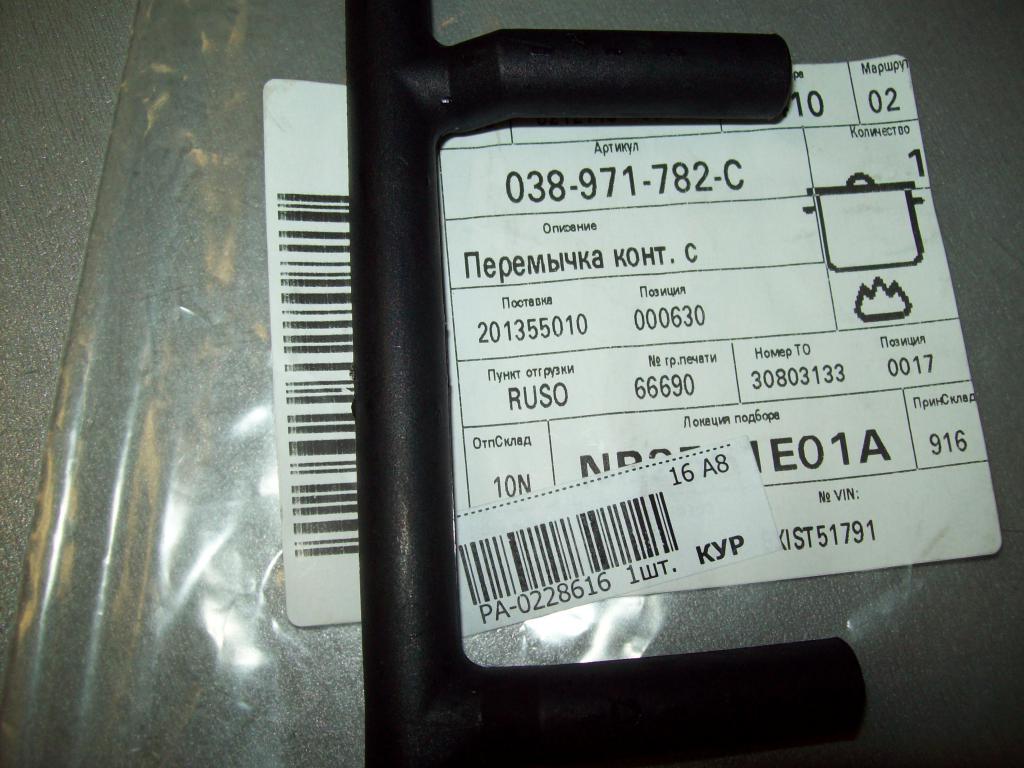 Маршрут
10 02
Артикул Количество
038-971-782-C 1
Описание
Перемычка конт. с
Поставка Позиция
201355010 000630
Пункт отгрузки № гр.печати Номер ТО Позиция
RUSO 66690 30803133 0017
ОтпСклад Локация подбора ПринСклад
10N 1E01A 916
16 A8
№ VIN:
КУР XIST51791
PA-0228616 1шт.